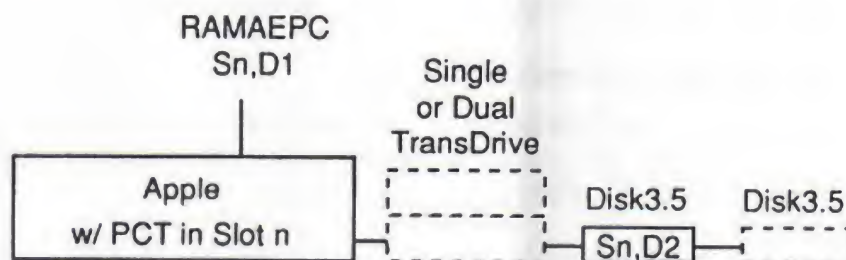 RAMAEPC
Sn,D1
Single
or Dual
TransDrive
Apple
w/ PCT in Slot n
Disk3.5
Sn,D2
Disk3.5